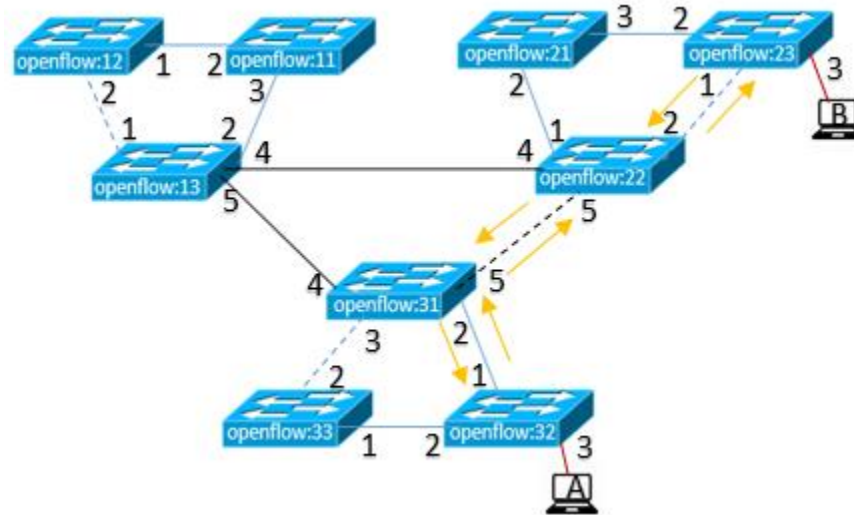 3 2
openflow:12 1 2 openflow:11 openflow:21 openflow:23 3
2 3 2 1 B
1 2 1 2
4 4
openflow:13 openflow:22
5 5
4 5
openflow:31
3 2
2 1
openflow:33 openflow:32
1 2 3
A